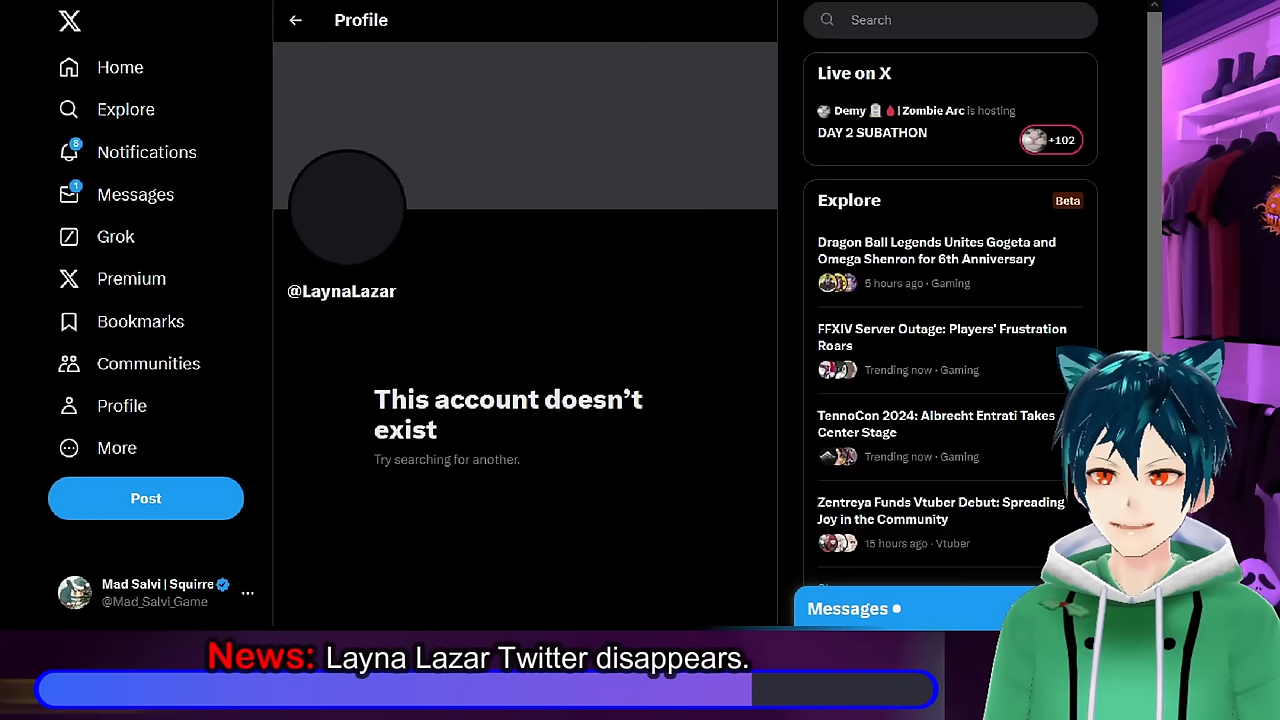 Home
Explore
8
Notifications
1
Messages
Grok
Premium
Bookmarks
Communities
Profile
More
Post
Mad Salvi | Squirre
@Mad_Salvi_Game
Profile
@LaynaLazar
This account doesn't
exist
Try searching for another.
Search
Live on X
Demy 🪦🩸 | Zombie Arc is hosting
DAY 2 SUBATHON
+102
Explore
Beta
Dragon Ball Legends Unites Gogeta and
Omega Shenron for 6th Anniversary
5 hours ago · Gaming
FFXIV Server Outage: Players' Frustration
Roars
Trending now · Gaming
TennoCon 2024: Albrecht Entrati Takes
Center Stage
Trending now · Gaming
Zentreya Funds Vtuber Debut: Spreading
Joy in the Community
15 hours ago · Vtuber
Messages
News: Layna Lazar Twitter disappears.